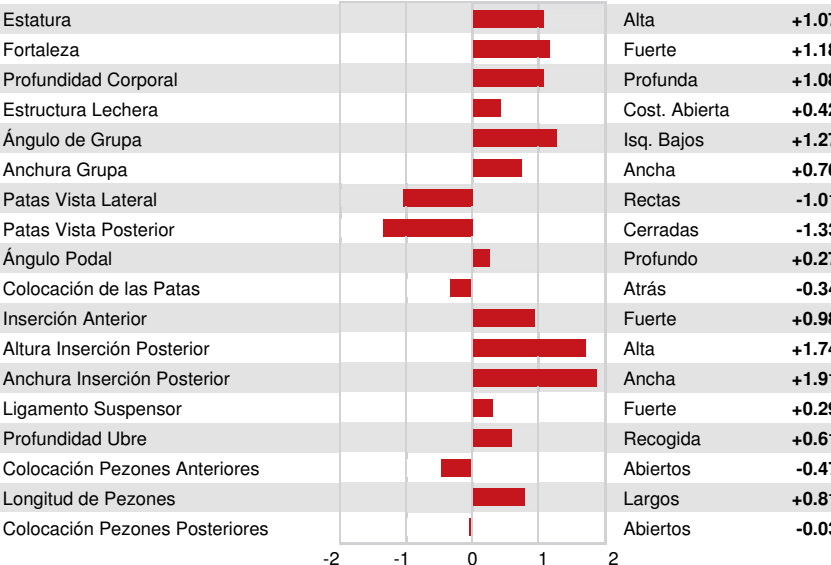 Estatura Alta +1.07
Fortaleza Fuerte +1.18
Profundidad Corporal Profunda +1.08
Estructura Lechera Cost. Abierta +0.42
Ángulo de Grupa Isq. Bajos +1.27
Anchura Grupa Ancha +0.76
Patas Vista Lateral Rectas -1.01
Patas Vista Posterior Cerradas -1.33
Ángulo Podal Profundo +0.27
Colocación de las Patas Atrás -0.34
Inserción Anterior Fuerte +0.98
Altura Inserción Posterior Alta +1.74
Anchura Inserción Posterior Ancha +1.91
Ligamento Suspensor Fuerte +0.29
Profundidad Ubre Recogida +0.61
Colocación Pezones Anteriores Abiertos -0.47
Longitud de Pezones Largos +0.81
Colocación Pezones Posteriores Abiertos -0.03
-2 -1 0 1 2